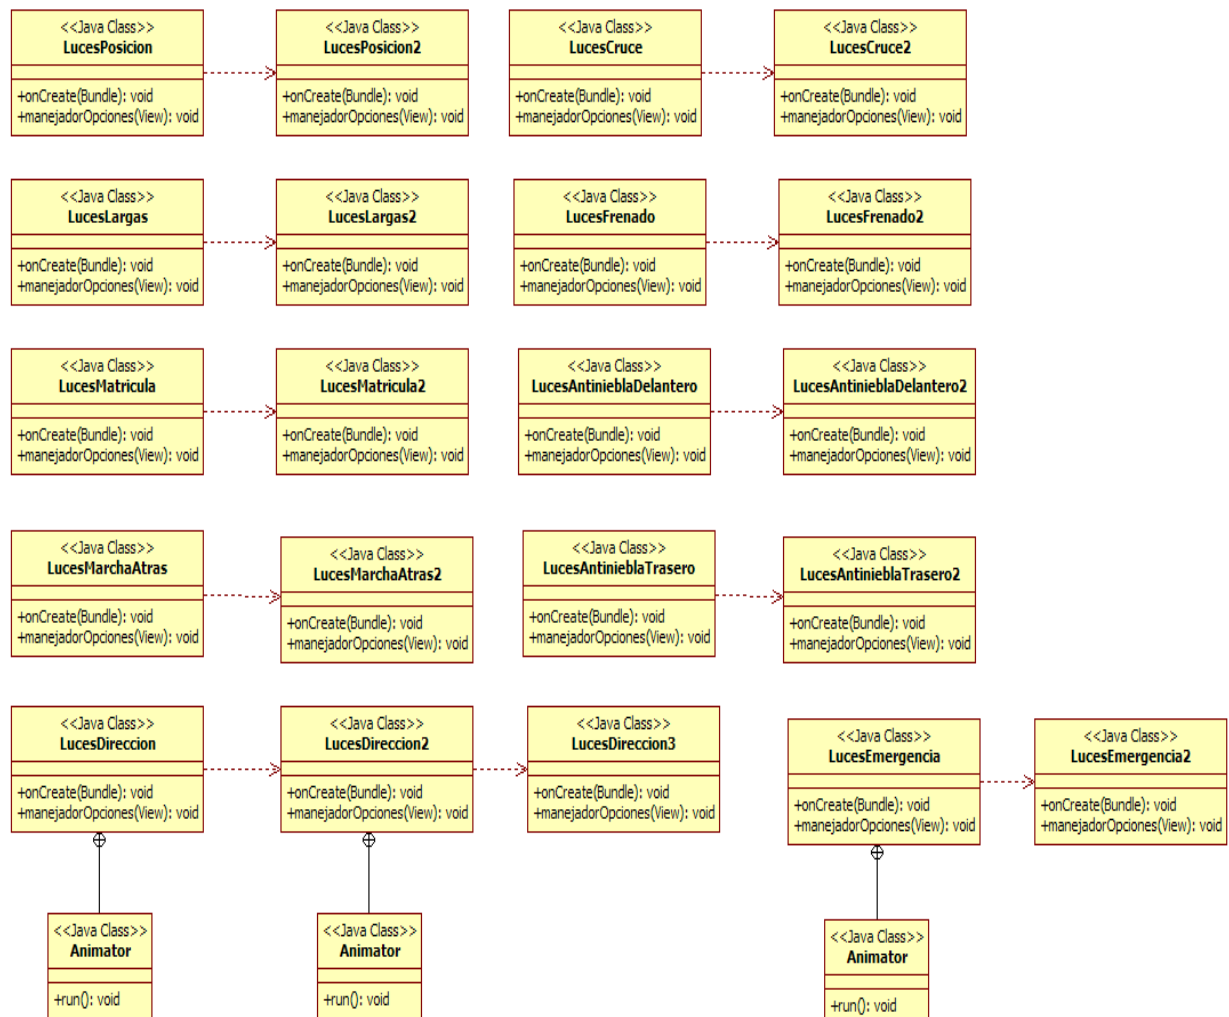 <<Java Class>>
LucesPosicion
+onCreate(Bundle): void
+manejadorOpciones(View): void
<<Java Class>>
LucesPosicion2
+onCreate(Bundle): void
+manejadorOpciones(View): void
<<Java Class>>
LucesCruce
+onCreate(Bundle): void
+manejadorOpciones(View): void
<<Java Class>>
LucesCruce2
+onCreate(Bundle): void
+manejadorOpciones(View): void
<<Java Class>>
LucesLargas
+onCreate(Bundle): void
+manejadorOpciones(View): void
<<Java Class>>
LucesLargas2
+onCreate(Bundle): void
+manejadorOpciones(View): void
<<Java Class>>
LucesFrenado
+onCreate(Bundle): void
+manejadorOpciones(View): void
<<Java Class>>
LucesFrenado2
+onCreate(Bundle): void
+manejadorOpciones(View): void
<<Java Class>>
LucesMatricula
+onCreate(Bundle): void
+manejadorOpciones(View): void
<<Java Class>>
LucesMatricula2
+onCreate(Bundle): void
+manejadorOpciones(View): void
<<Java Class>>
LucesAntinieblaDelantero
+onCreate(Bundle): void
+manejadorOpciones(View): void
<<Java Class>>
LucesAntinieblaDelantero2
+onCreate(Bundle): void
+manejadorOpciones(View): void
<<Java Class>>
LucesMarchaAtras
+onCreate(Bundle): void
+manejadorOpciones(View): void
<<Java Class>>
LucesMarchaAtras2
+onCreate(Bundle): void
+manejadorOpciones(View): void
<<Java Class>>
LucesAntinieblaTrasero
+onCreate(Bundle): void
+manejadorOpciones(View): void
<<Java Class>>
LucesAntinieblaTrasero2
+onCreate(Bundle): void
+manejadorOpciones(View): void
<<Java Class>>
LucesDireccion
+onCreate(Bundle): void
+manejadorOpciones(View): void
<<Java Class>>
LucesDireccion2
+onCreate(Bundle): void
+manejadorOpciones(View): void
<<Java Class>>
LucesDireccion3
+onCreate(Bundle): void
+manejadorOpciones(View): void
<<Java Class>>
LucesEmergencia
+onCreate(Bundle): void
+manejadorOpciones(View): void
<<Java Class>>
LucesEmergencia2
+onCreate(Bundle): void
+manejadorOpciones(View): void
<<Java Class>>
Animator
+run(): void
<<Java Class>>
Animator
+run(): void
<<Java Class>>
Animator
+run(): void